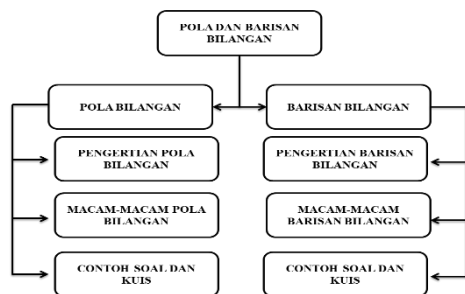 POLA DAN BARISAN
BILANGAN
POLA BILANGAN
BARISAN BILANGAN
PENGERTIAN POLA
BILANGAN
PENGERTIAN BARISAN
BILANGAN
MACAM-MACAM POLA
BILANGAN
MACAM-MACAM
BARISAN BILANGAN
CONTOH SOAL DAN
KUIS
CONTOH SOAL DAN
KUIS